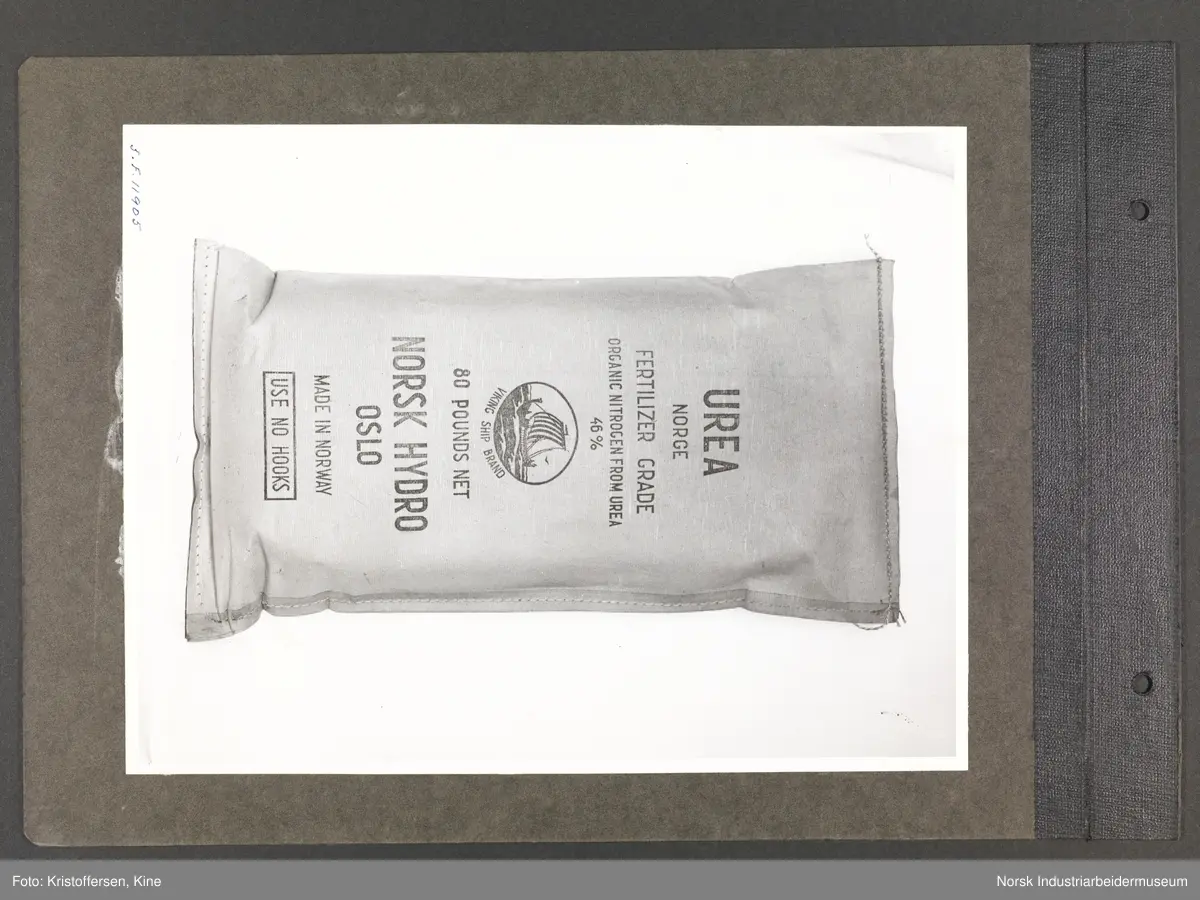 S.F. 11905
UREA
NORGE
FERTILIZER GRADE
ORGANIC NITROGEN FROM UREA
46%
VIKING SHIP BRAND
80 POUNDS NET
NORSK HYDRO
OSLO
MADE IN NORWAY
USE NO HOOKS
Foto: Kristoffersen, Kine
Norsk Industriarbeidermuseum